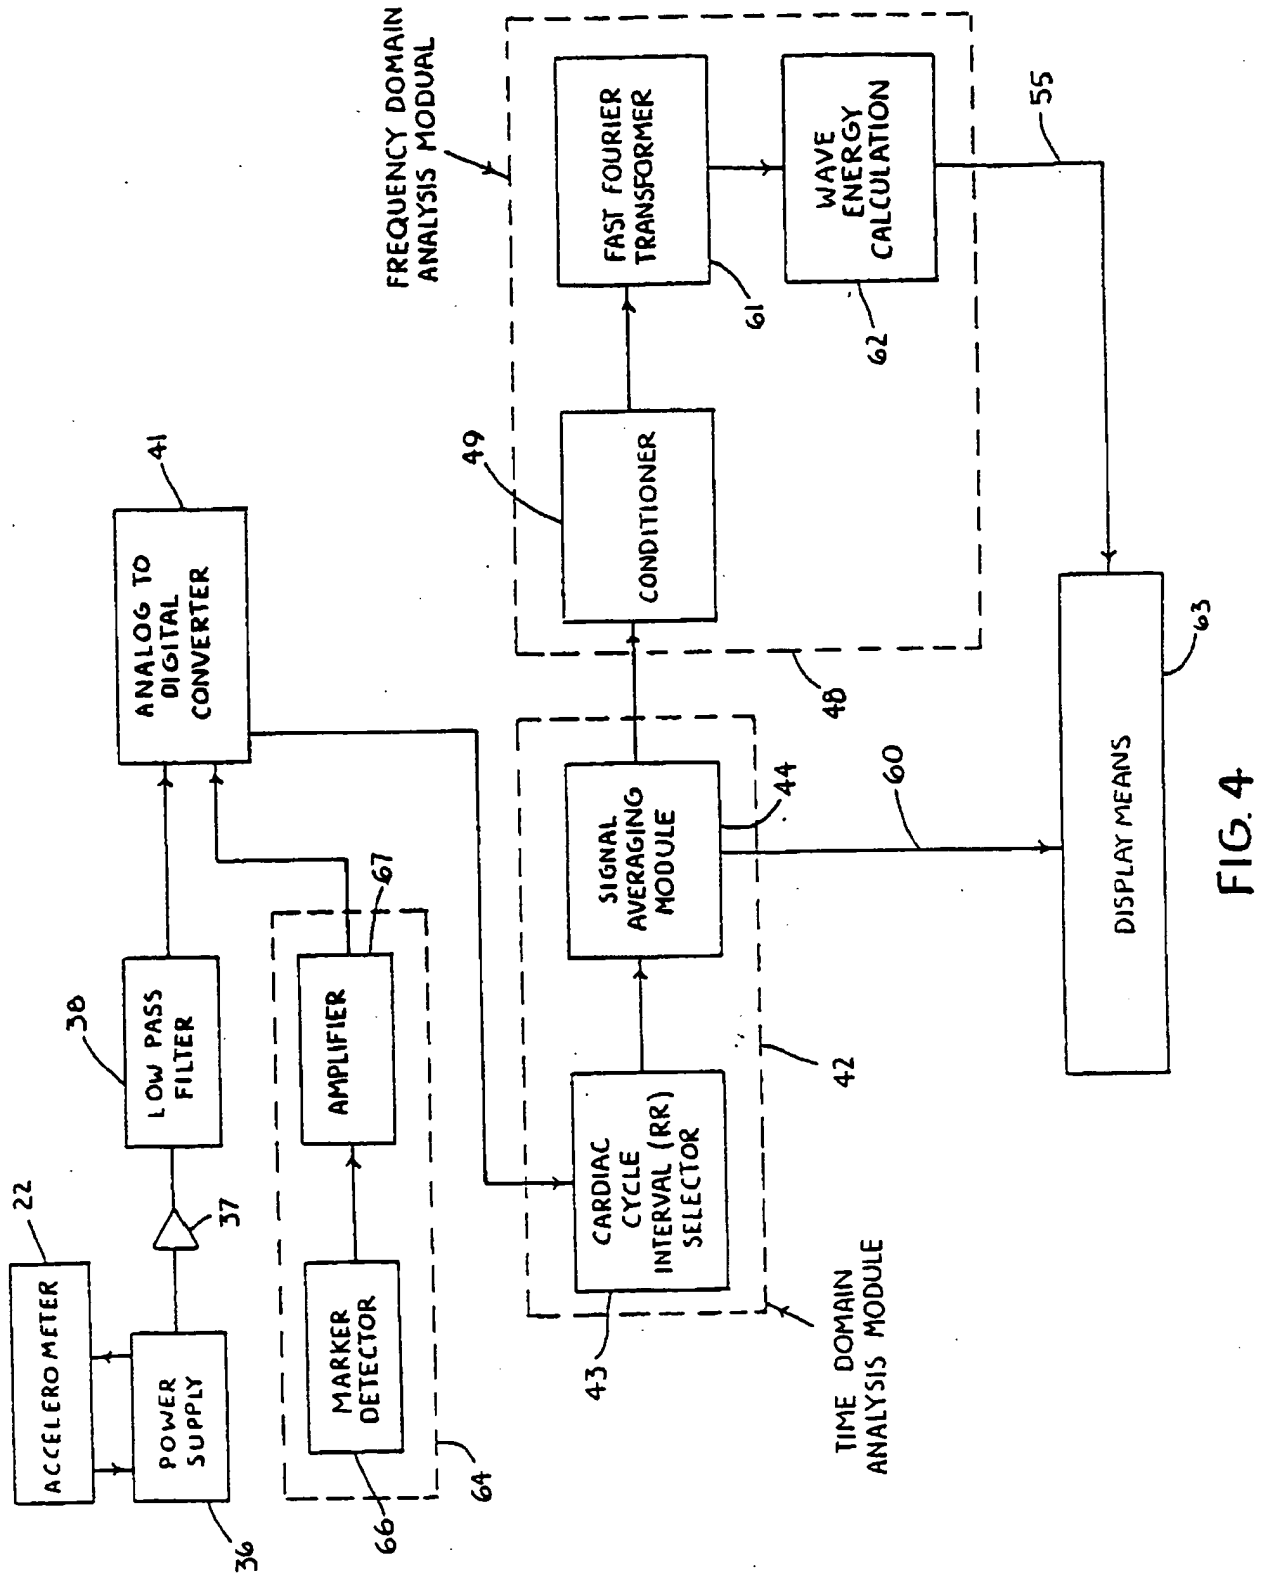 22
ACCELEROMETER
POWER
SUPPLY
36
37
38
LOW PASS
FILTER
41
ANALOG TO
DIGITAL
CONVERTER
MARKER
DETECTOR
66
AMPLIFIER
67
64
CARDIAC
CYCLE
INTERVAL (RR)
SELECTOR
43
SIGNAL
AVERAGING
MODULE
44
42
TIME DOMAIN
ANALYSIS MODULE
FREQUENCY DOMAIN
ANALYSIS MODUAL
49
CONDITIONER
48
FAST FOURIER
TRANSFORMER
61
WAVE
ENERGY
CALCULATION
62
55
60
DISPLAY MEANS
63
FIG. 4